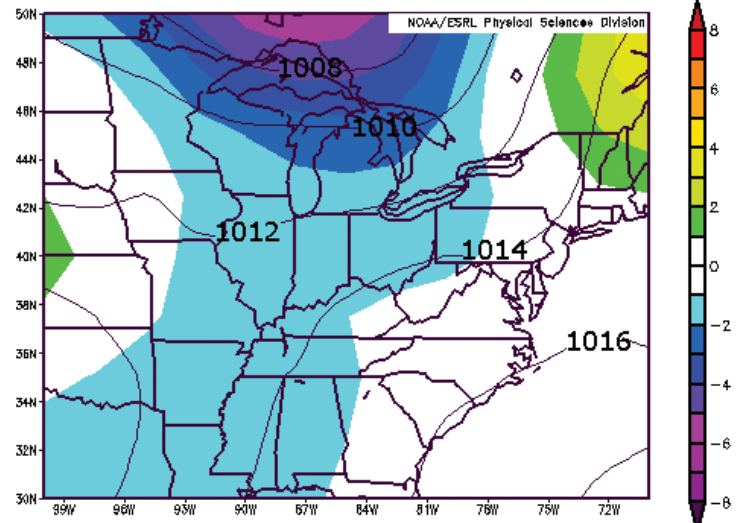 50N
NOAA/ESRL Physical Sciences Division
8
1008
48N
6
46N
1010
4
44N
2
42N
1012
1014
0
40N
38N
-2
1016
36N
-4
34N
32N
-6
30N
-8
99W 96W 93W 90W 87W 84W 81W 78W 75W 72W